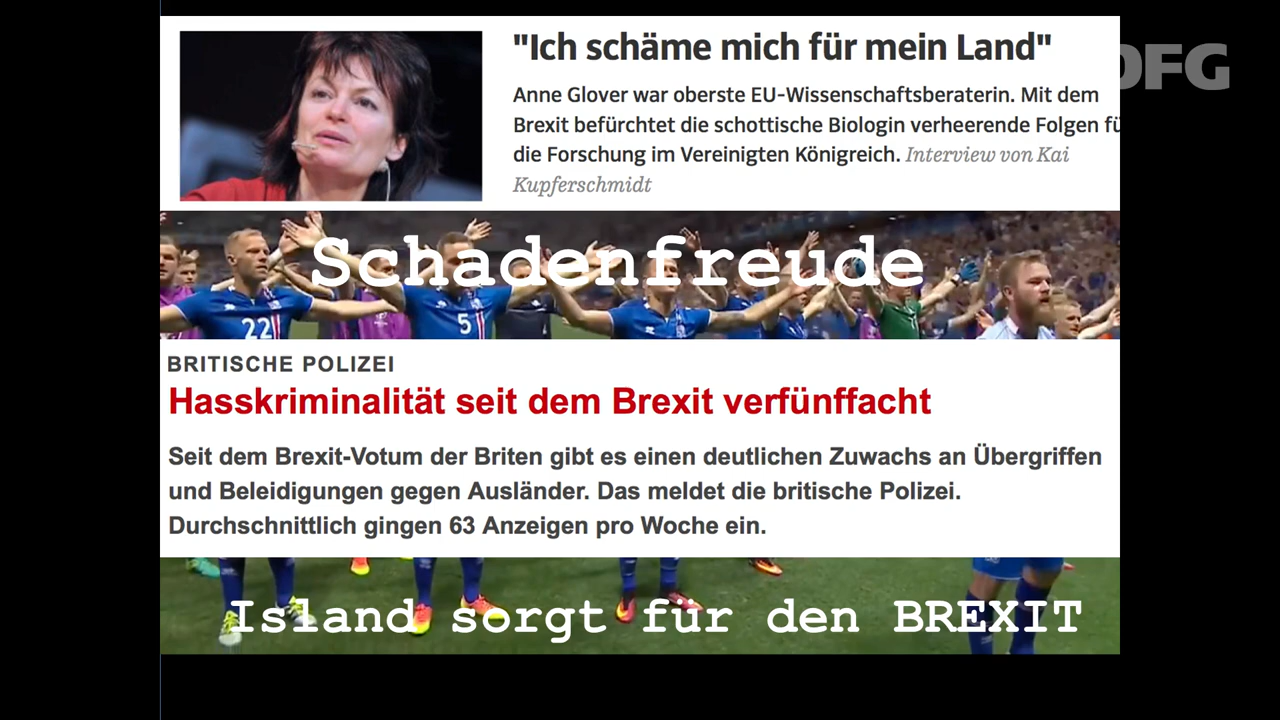 "Ich schäme mich für mein Land"
Anne Glover war oberste EU-Wissenschaftsberaterin. Mit dem
Brexit befürchtet die schottische Biologin verheerende Folgen
die Forschung im Vereinigten Königreich. Interview von Kai
Kupferschmidt
DFG
Schadenfreude
22
5
BRITISCHE POLIZEI
Hasskriminalität seit dem Brexit verfünffacht
Seit dem Brexit-Votum der Briten gibt es einen deutlichen Zuwachs an Übergriffen
und Beleidigungen gegen Ausländer. Das meldet die britische Polizei.
Durchschnittlich gingen 63 Anzeigen pro Woche ein.
Island sorgt für den BREXIT